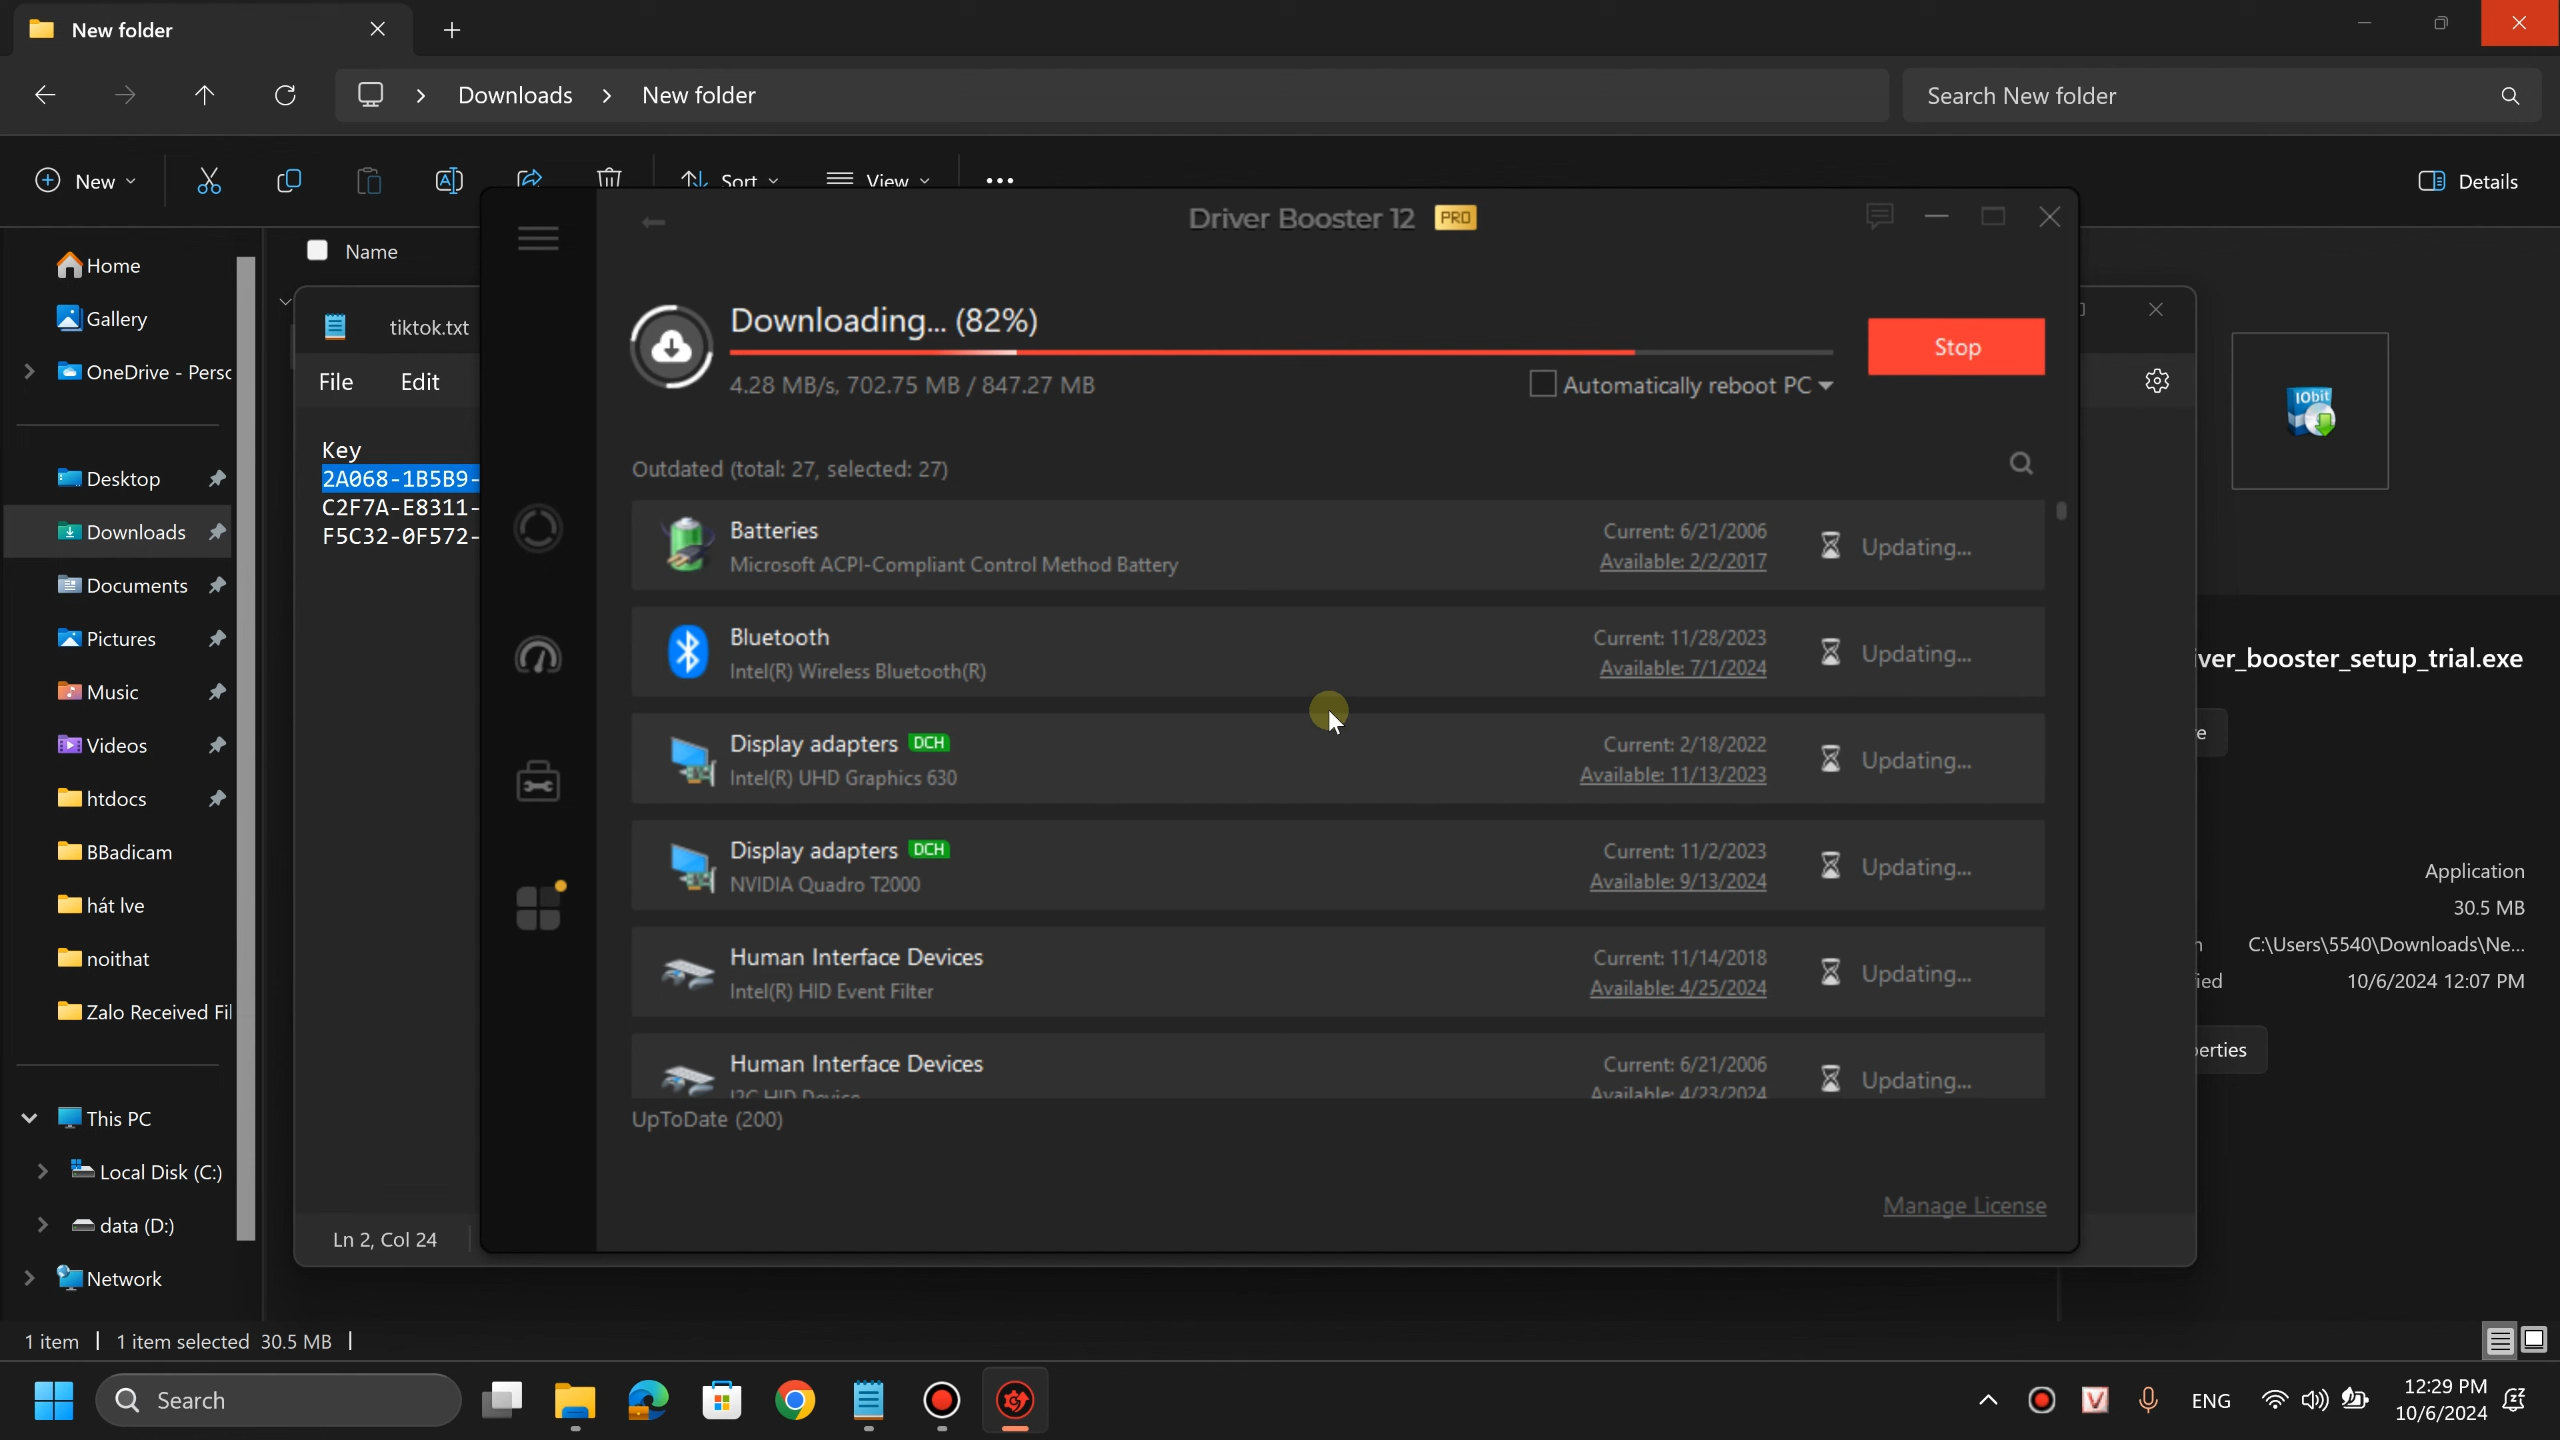 New folder
Downloads > New folder
Search New folder
New
Sort
View
Details
Home
Gallery
OneDrive - Persc
Desktop
Downloads
Documents
Pictures
Music
Videos
htdocs
BBadicam
hát lve
noithat
Zalo Received Fil
This PC
Local Disk (C:)
data (D:)
Network
Name
tiktok.txt
File
Edit
Key
2A068-1B5B9-
C2F7A-E8311-
F5C32-0F572-
Ln 2, Col 24
Driver Booster 12 PRO
Downloading... (82%)
Stop
4.28 MB/s, 702.75 MB / 847.27 MB
Automatically reboot PC
Outdated (total: 27, selected: 27)
Batteries
Microsoft ACPI-Compliant Control Method Battery
Current: 6/21/2006
Available: 2/2/2017
Updating...
Bluetooth
Intel(R) Wireless Bluetooth(R)
Current: 11/28/2023
Available: 7/1/2024
Updating...
Display adapters DCH
Intel(R) UHD Graphics 630
Current: 2/18/2022
Available: 11/13/2023
Updating...
Display adapters DCH
NVIDIA Quadro T2000
Current: 11/2/2023
Available: 9/13/2024
Updating...
Human Interface Devices
Intel(R) HID Event Filter
Current: 11/14/2018
Available: 4/25/2024
Updating...
Human Interface Devices
I2C HID Device
Current: 6/21/2006
Available: 4/23/2024
Updating...
UpToDate (200)
Manage License
IObit
iver_booster_setup_trial.exe
e
Application
30.5 MB
n
C:\Users\5540\Downloads\Ne...
ied
10/6/2024 12:07 PM
perties
1 item
1 item selected 30.5 MB
Search
V
ENG
12:29 PM
10/6/2024